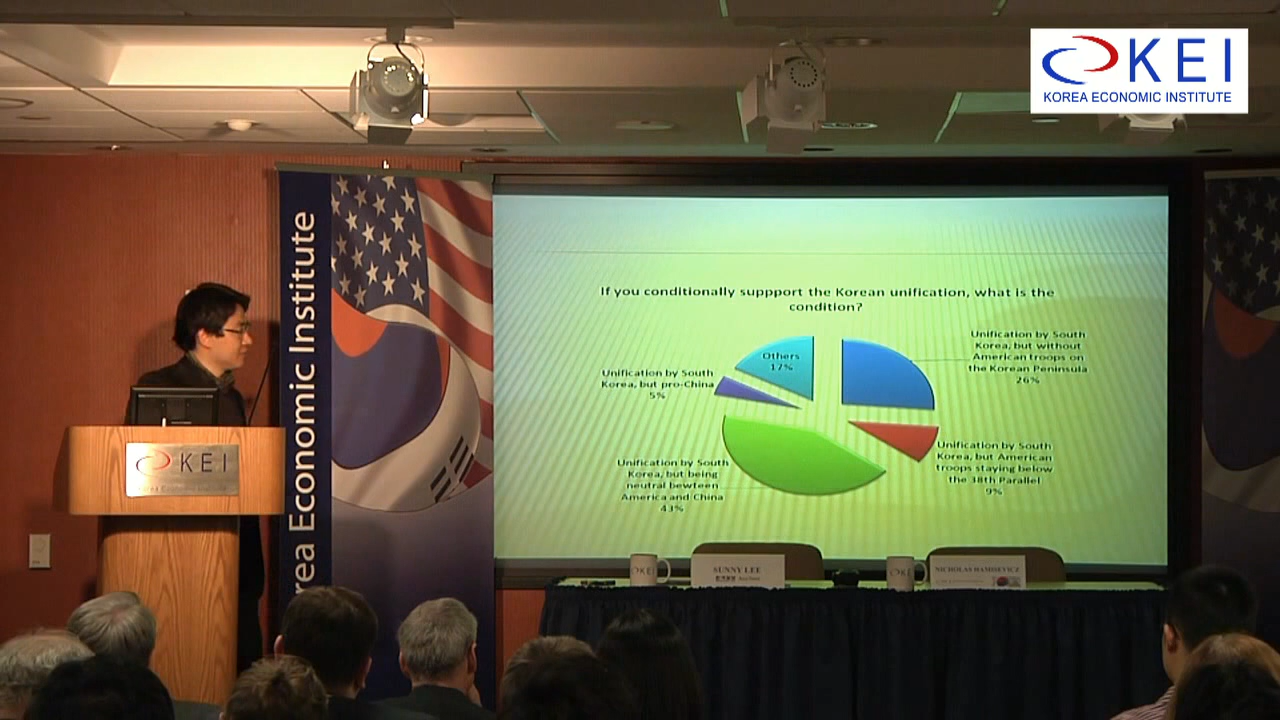 KEI
KOREA ECONOMIC INSTITUTE
rea Economic Institute
If you conditionally suppport the Korean unification, what is the
condition?
Others
17%
Unification by South
Korea, but without
American troops on
the Korean Peninsula
26%
Unification by South
Korea, but pro-China
5%
Unification by South
Korea, but American
troops staying below
the 38th Parallel
9%
Unification by South
Korea, but being
neutral bewteen
America and China
43%
KEI
KEI
SUNNY LEE
KEI
NICHOLAS HAMISEVICZ